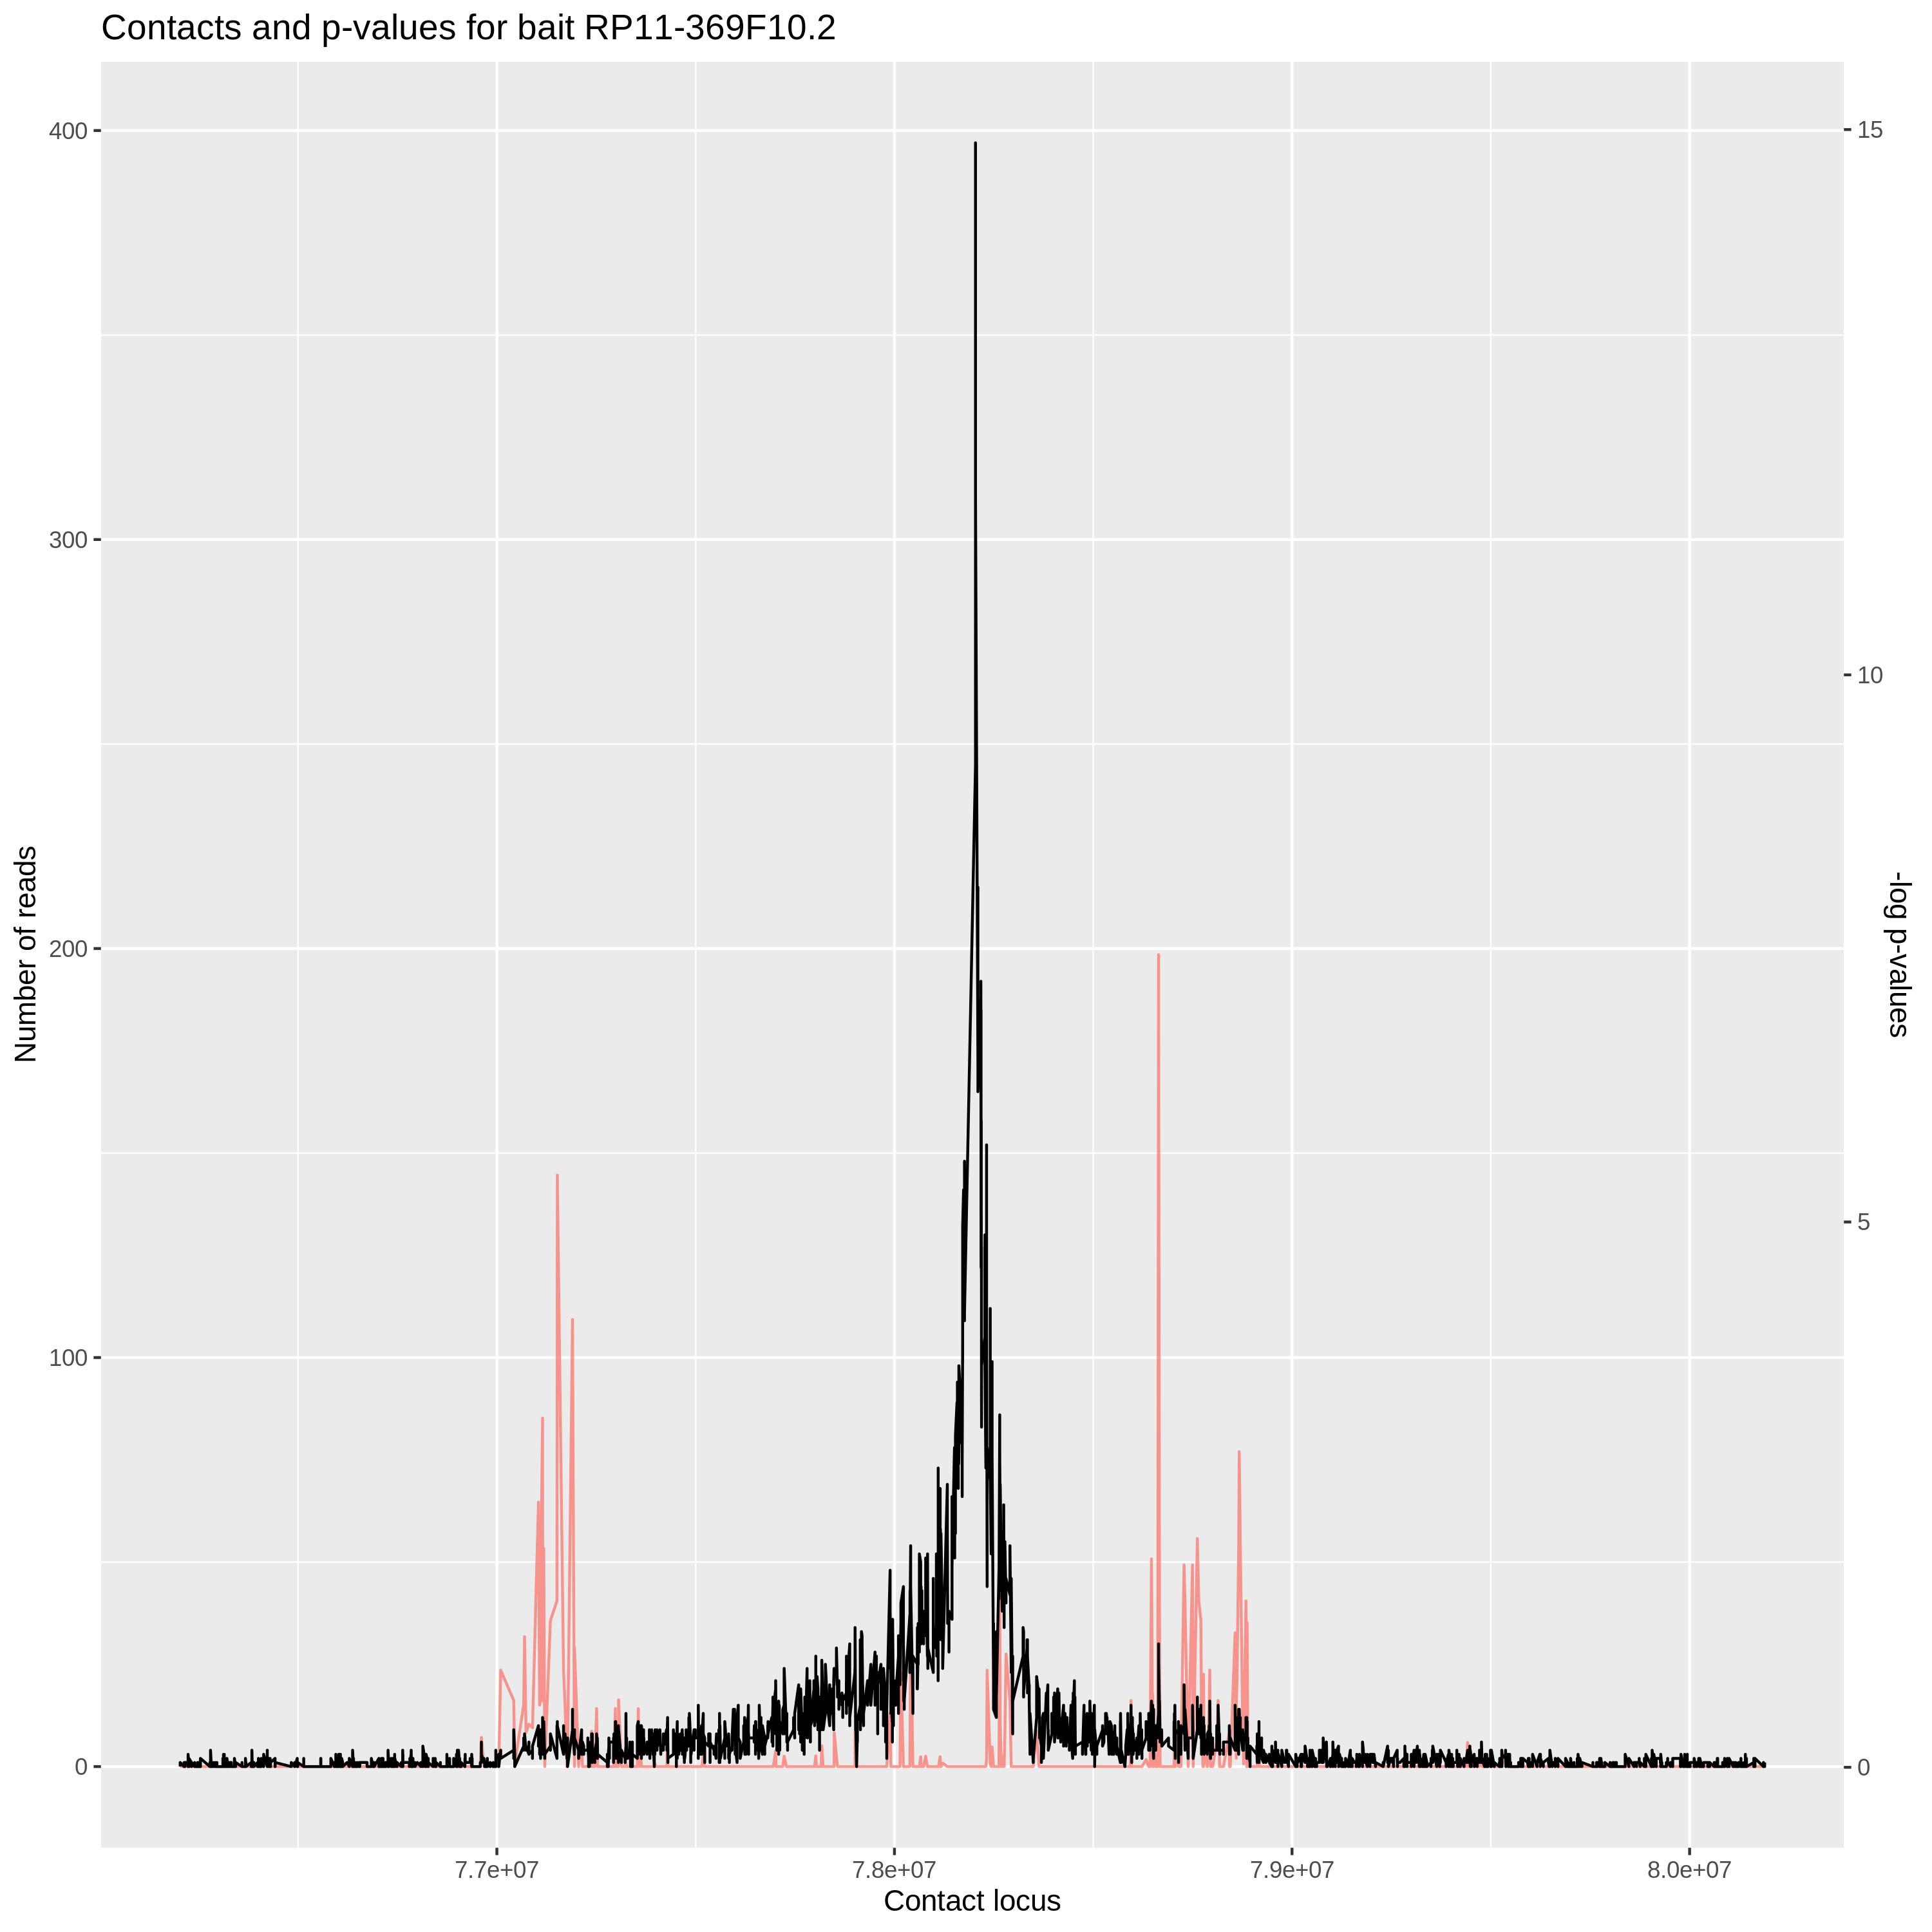 Contacts and p-values for bait RP11-369F10.2
400
300
200
100
0
Number of reads
15
10
5
0
-log p-values
7.7e+07 7.8e+07 7.9e+07 8.0e+07
Contact locus